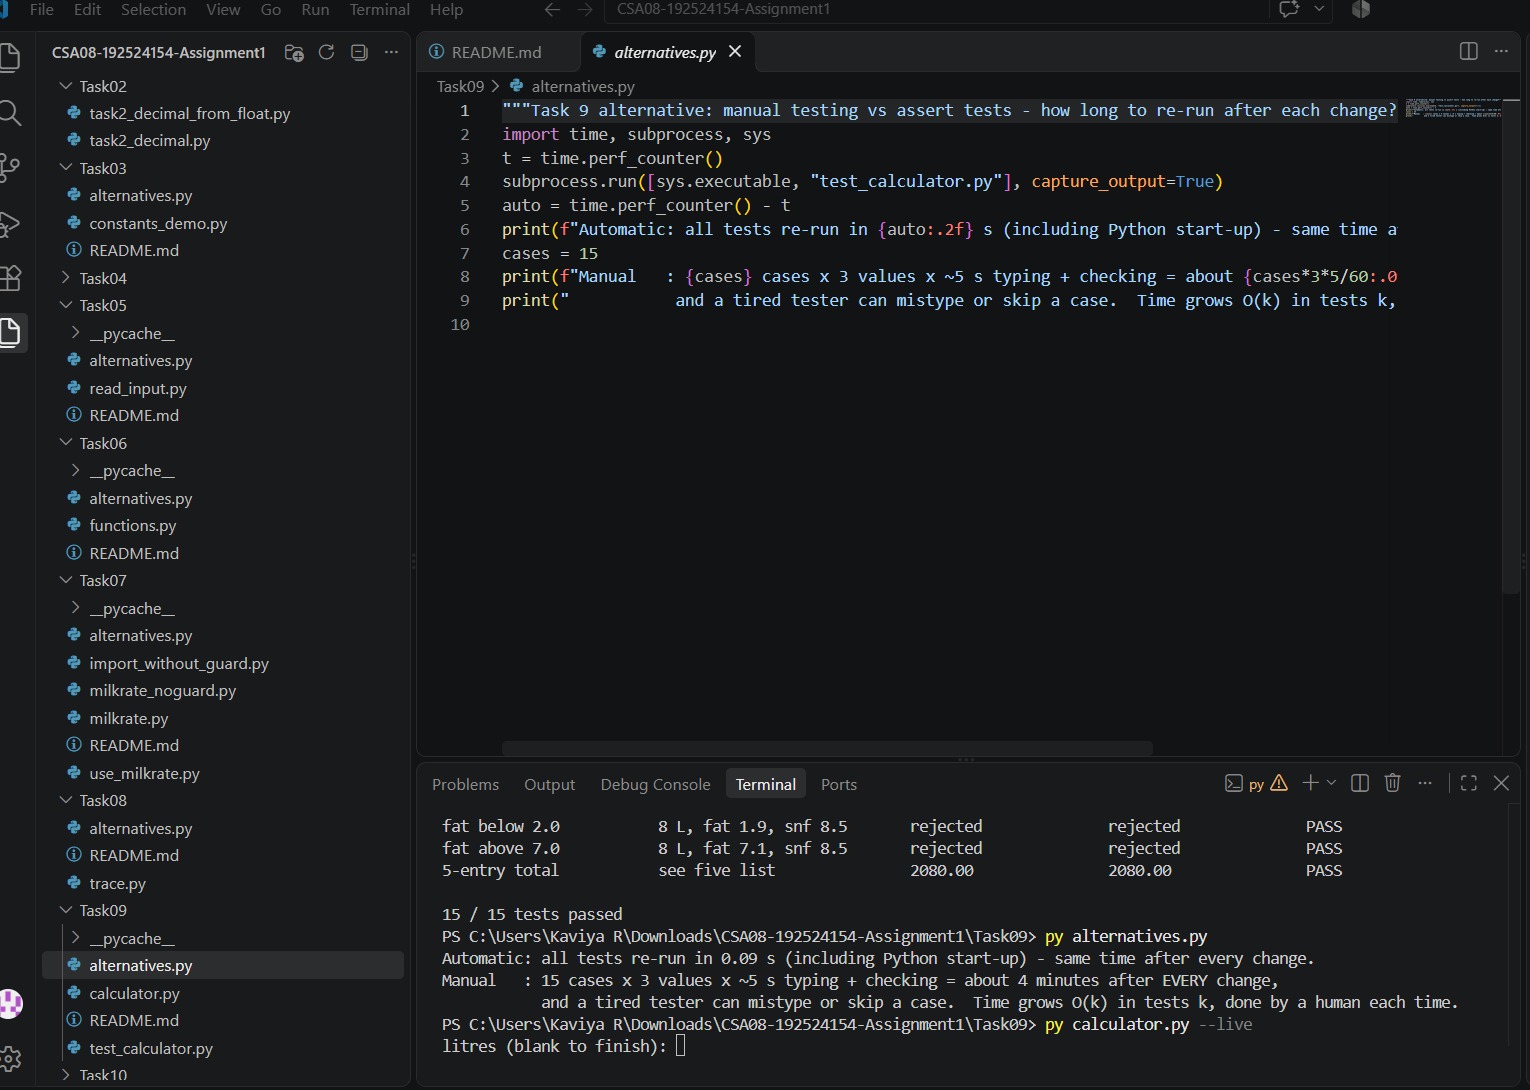 File Edit Selection View Go Run Terminal Help
CSA08-192524154-Assignment1
CSA08-192524154-Assignment1
Task02
task2_decimal_from_float.py
task2_decimal.py
Task03
alternatives.py
constants_demo.py
README.md
Task04
Task05
__pycache__
alternatives.py
read_input.py
README.md
Task06
__pycache__
alternatives.py
functions.py
README.md
Task07
__pycache__
alternatives.py
import_without_guard.py
milkrate_noguard.py
milkrate.py
README.md
use_milkrate.py
Task08
alternatives.py
README.md
trace.py
Task09
__pycache__
alternatives.py
calculator.py
README.md
test_calculator.py
Task10
README.md alternatives.py
Task09 > alternatives.py
1 """Task 9 alternative: manual testing vs assert tests - how long to re-run after each change?
2 import time, subprocess, sys
3 t = time.perf_counter()
4 subprocess.run([sys.executable, "test_calculator.py"], capture_output=True)
5 auto = time.perf_counter() - t
6 print(f"Automatic: all tests re-run in {auto:.2f} s (including Python start-up) - same time a
7 cases = 15
8 print(f"Manual   : {cases} cases x 3 values x ~5 s typing + checking = about {cases*3*5/60:.0
9 print("           and a tired tester can mistype or skip a case.  Time grows O(k) in tests k,
10
Problems Output Debug Console Terminal Ports
py
fat below 2.0 8 L, fat 1.9, snf 8.5 rejected rejected PASS
fat above 7.0 8 L, fat 7.1, snf 8.5 rejected rejected PASS
5-entry total see five list 2080.00 2080.00 PASS
15 / 15 tests passed
PS C:\Users\Kaviya R\Downloads\CSA08-192524154-Assignment1\Task09> py alternatives.py
Automatic: all tests re-run in 0.09 s (including Python start-up) - same time after every change.
Manual   : 15 cases x 3 values x ~5 s typing + checking = about 4 minutes after EVERY change,
and a tired tester can mistype or skip a case.  Time grows O(k) in tests k, done by a human each time.
PS C:\Users\Kaviya R\Downloads\CSA08-192524154-Assignment1\Task09> py calculator.py --live
litres (blank to finish):